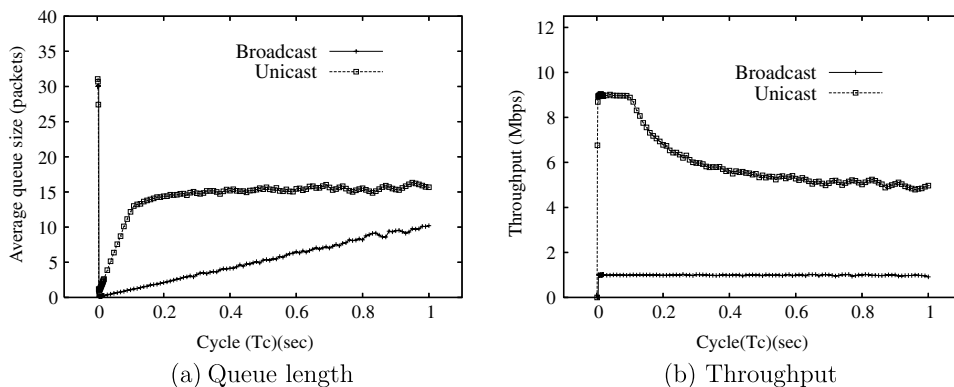 40
35
30
25
20
15
10
5
0
Average queue size (packets)
Broadcast
Unicast
0 0.2 0.4 0.6 0.8 1
Cycle (Tc)(sec)
(a) Queue length
12
10
8
6
4
2
0
Throughput (Mbps)
Broadcast
Unicast
0 0.2 0.4 0.6 0.8 1
Cycle (Tc)(sec)
(b) Throughput